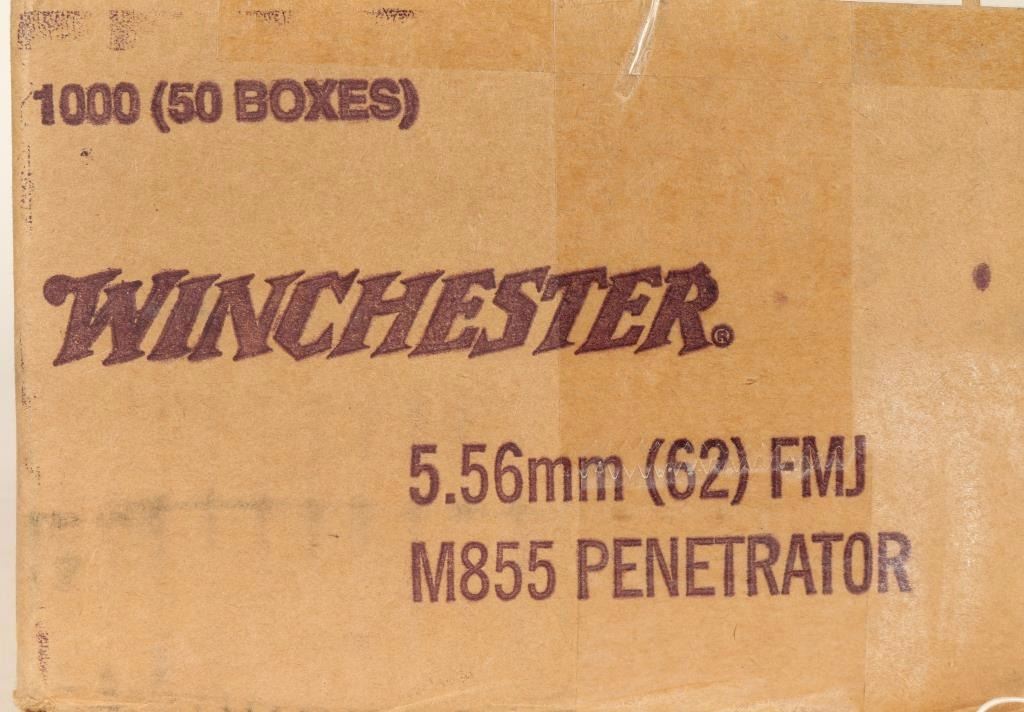 1000 (50 BOXES)
WINCHESTER®
5.56mm (62) FMJ
M855 PENETRATOR